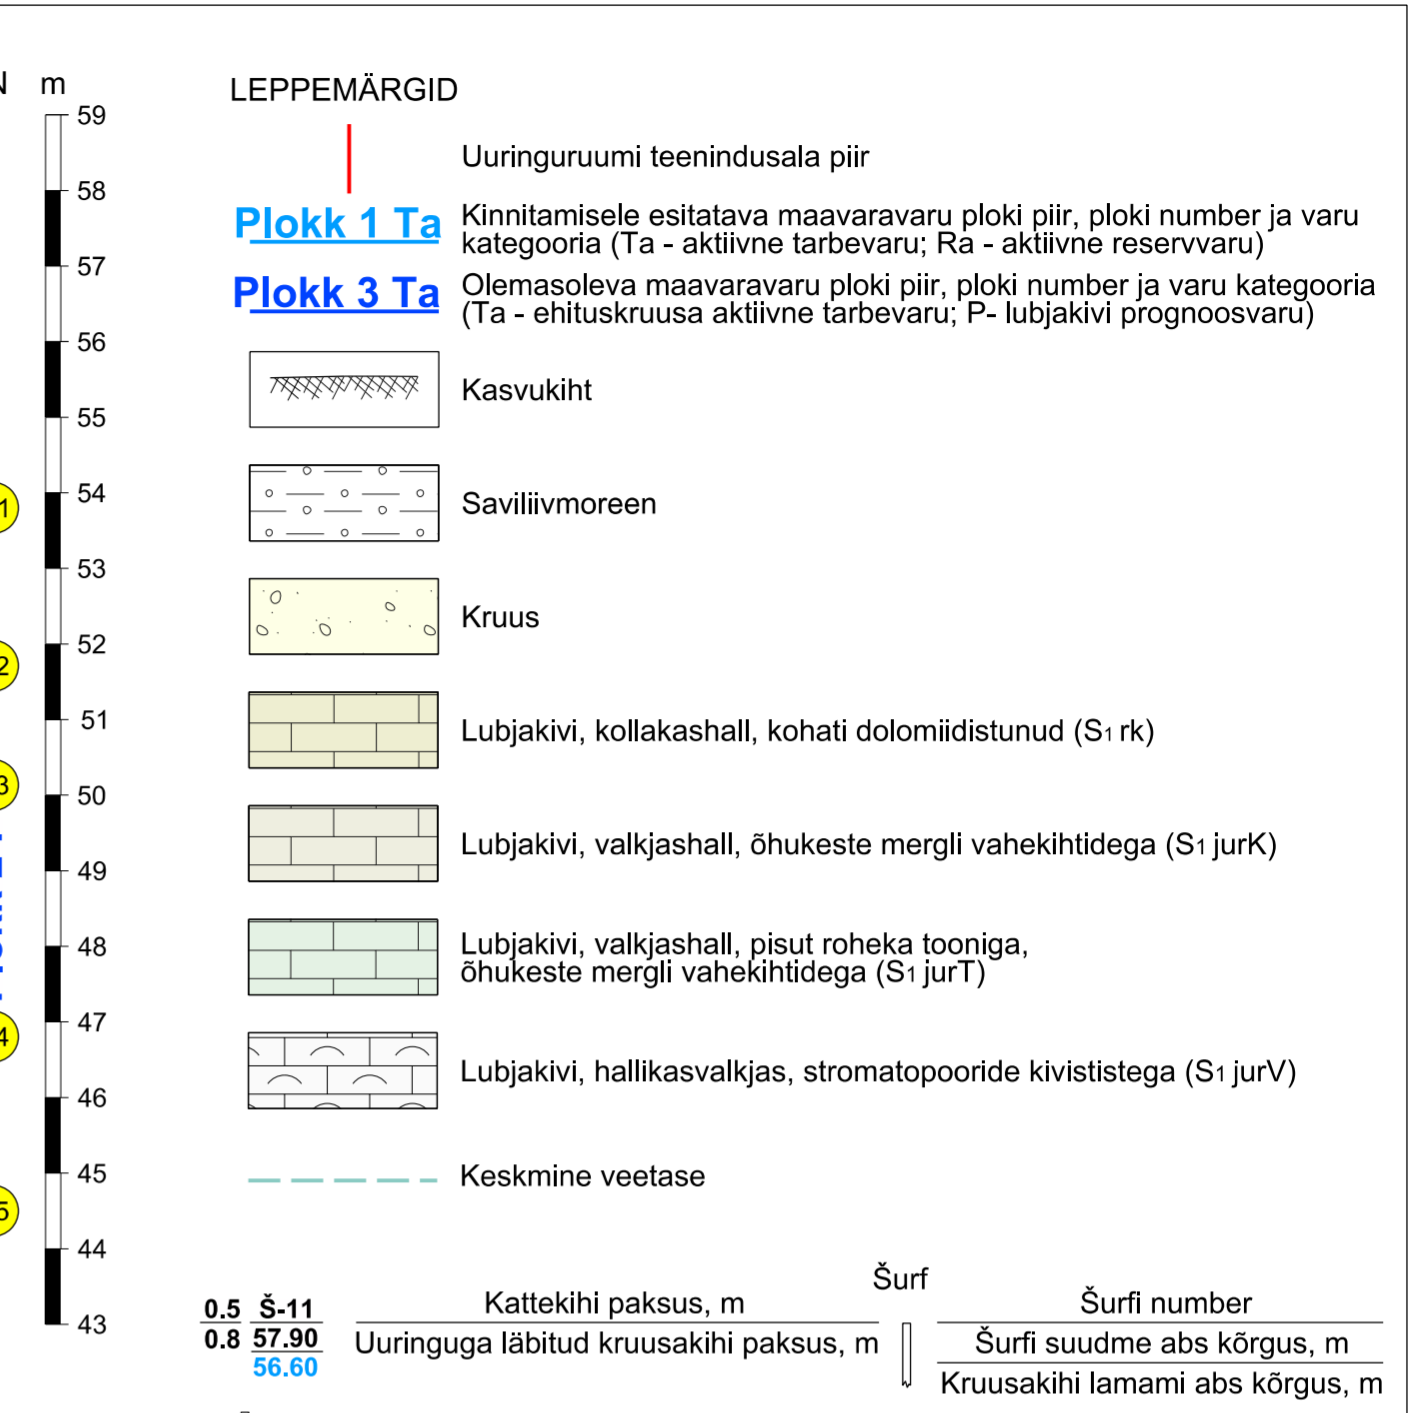 m
59
58
57
56
55
54
53
52
51
50
49
48
47
46
45
44
43
1
2
3
4
5
LEPPEMÄRGID
Uuringuruumi teenindusala piir
Plokk 1 Ta
Kinnitamisele esitatava maavaravaru ploki piir, ploki number ja varu
kategooria (Ta - aktiivne tarbevaru; Ra - aktiivne reservvaru)
Plokk 3 Ta
Olemasoleva maavaravaru ploki piir, ploki number ja varu kategooria
(Ta - ehituskruusa aktiivne tarbevaru; P- lubjakivi prognoosvaru)
Kasvukiht
Saviliivmoreen
Kruus
Lubjakivi, kollakashall, kohati dolomiidistunud (S1 rk)
Lubjakivi, valkjashall, õhukeste mergli vahekihtidega (S1 jurK)
Lubjakivi, valkjashall, pisut roheka tooniga,
õhukeste mergli vahekihtidega (S1 jurT)
Lubjakivi, hallikasvalkjas, stromatopooride kivististega (S1 jurV)
Keskmine veetase
0.5 Š-11
0.8 57.90
56.60
Kattekihi paksus, m
Uuringuga läbitud kruusakihi paksus, m
Šurf
Šurfi number
Šurfi suudme abs kõrgus, m
Kruusakihi lamami abs kõrgus, m